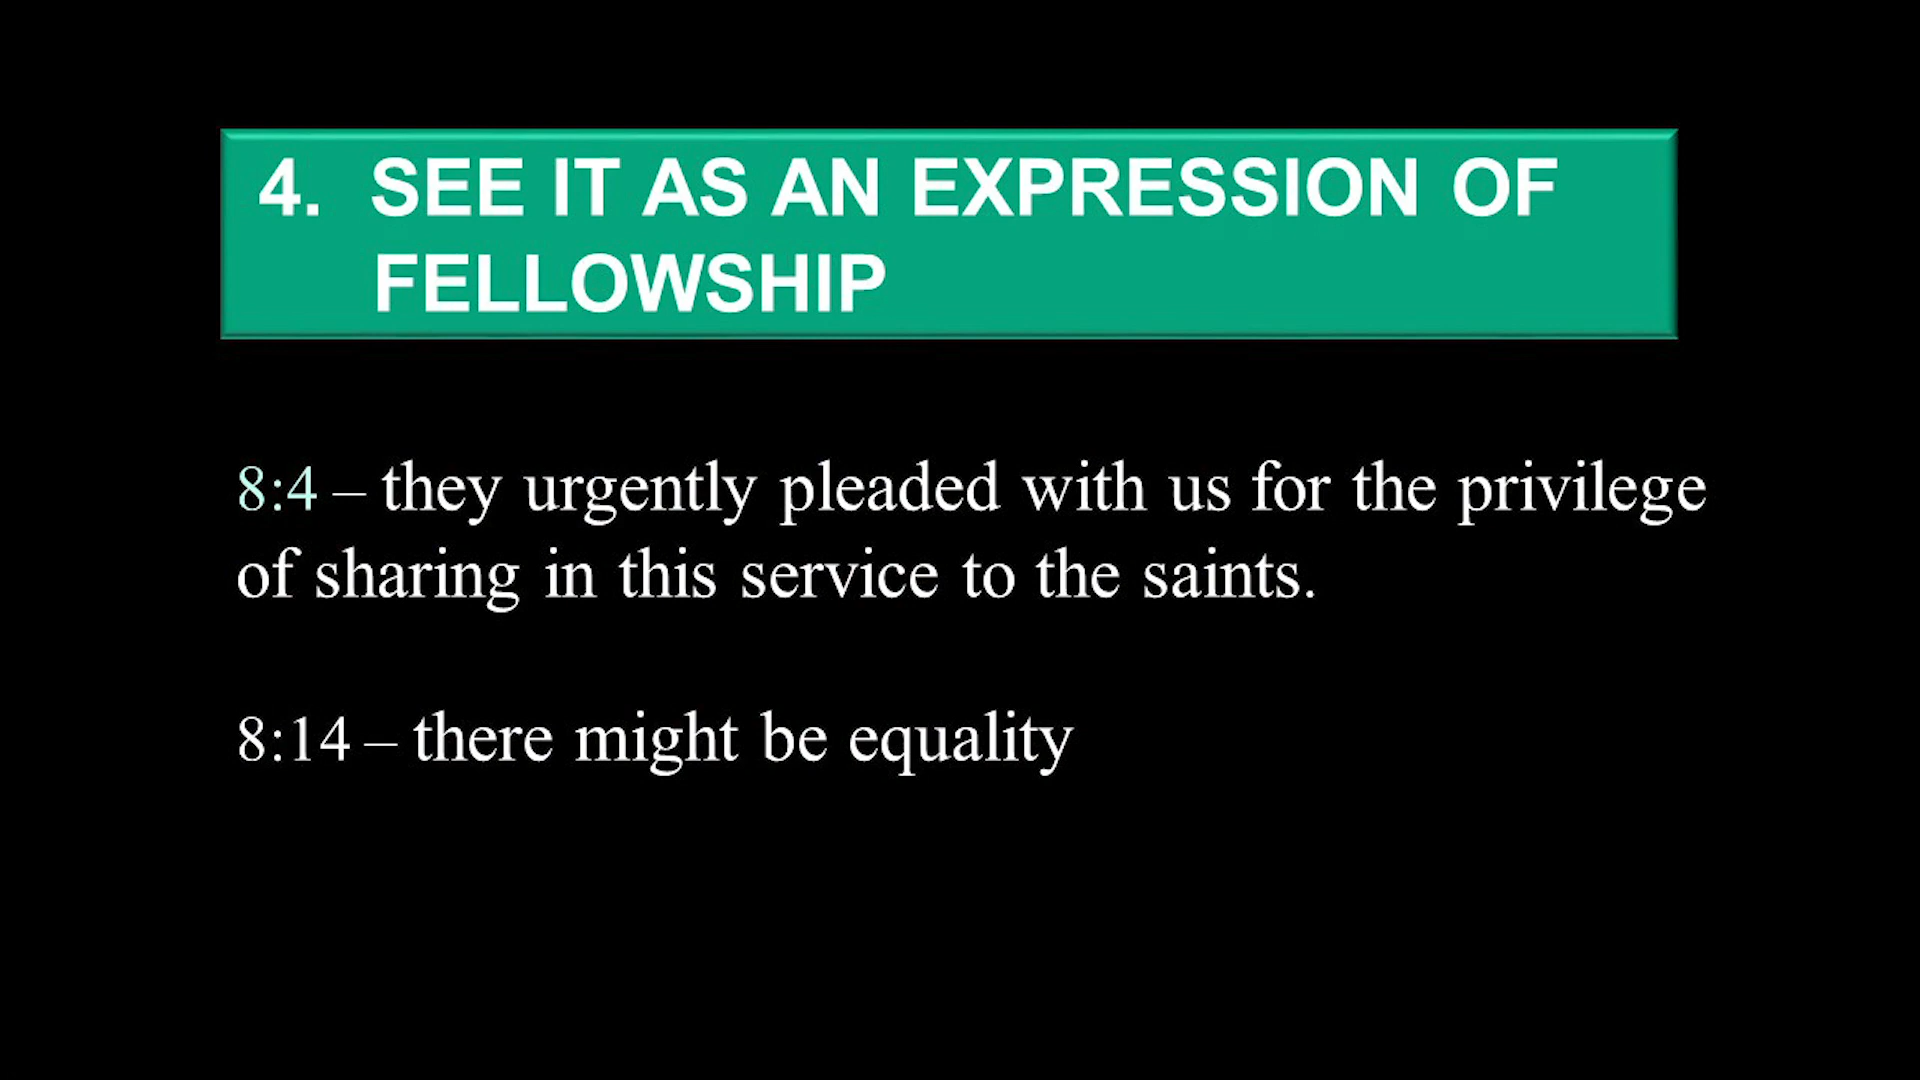 4. SEE IT AS AN EXPRESSION OF
FELLOWSHIP
8:4 – they urgently pleaded with us for the privilege
of sharing in this service to the saints.
8:14 – there might be equality